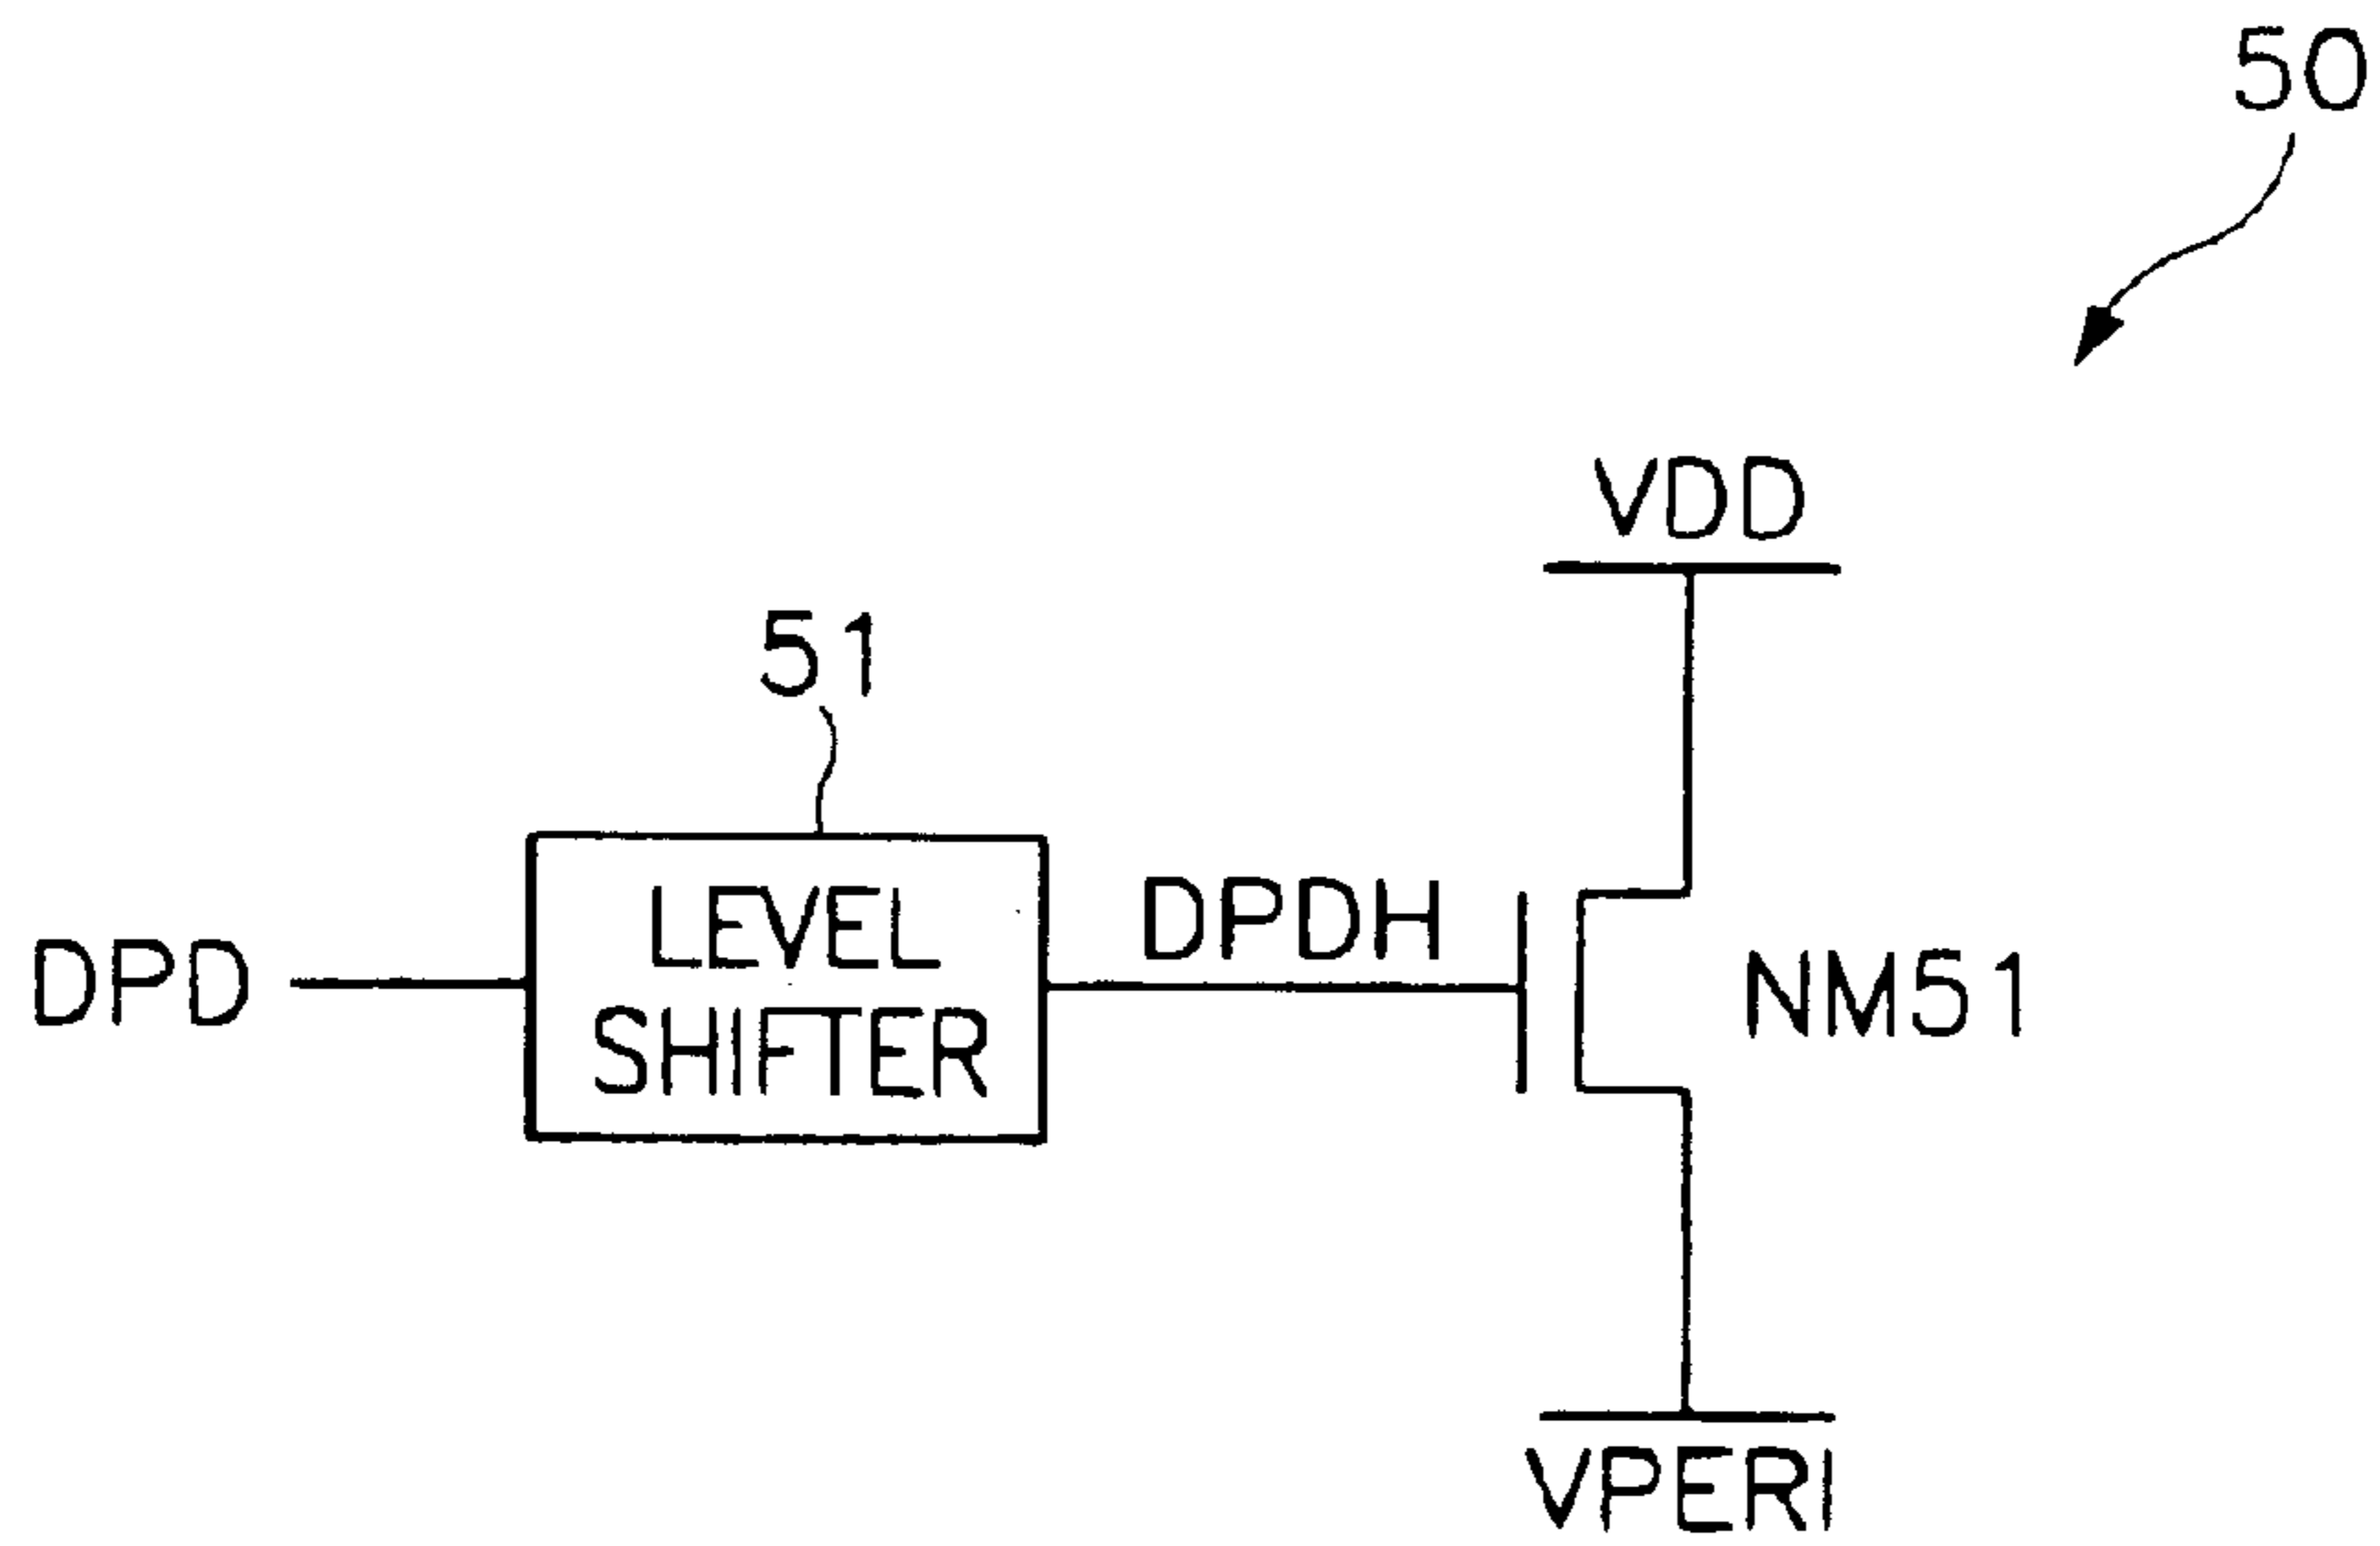 50
VDD
51
LEVEL
SHIFTER
DPDH
DPD
NM51
VPERI